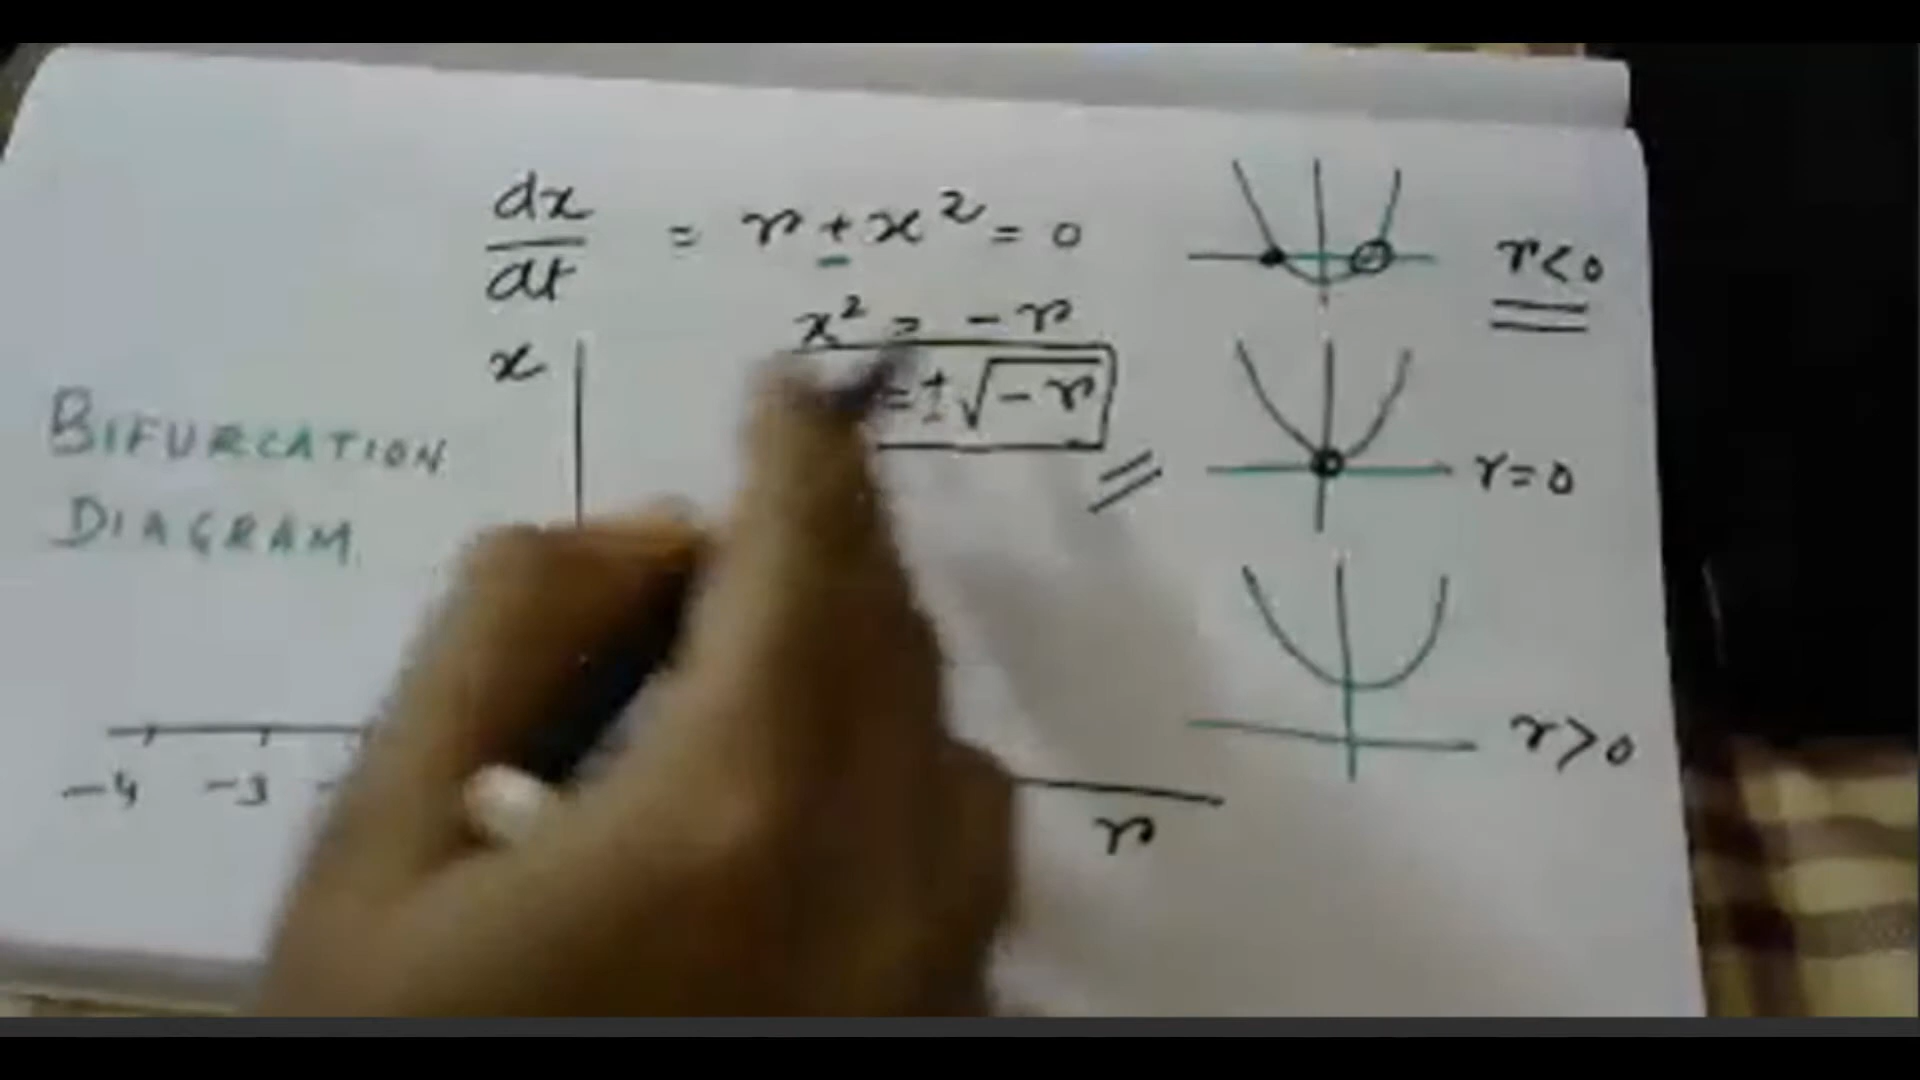 dx/dt = r + x² = 0
x² = - r
= ± √-r
x
BIFURCATION
DIAGRAM
-4 -3 -
r
r<0
r=0
r>0